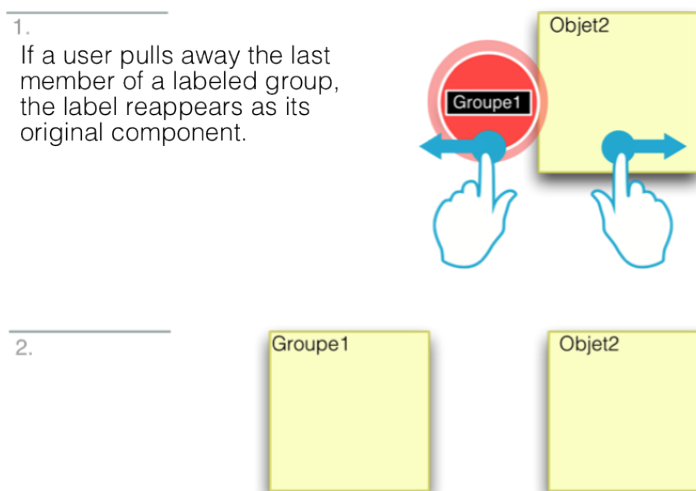 1.
If a user pulls away the last
member of a labeled group,
the label reappears as its
original component.
Groupe1
Objet2
2.
Groupe1
Objet2